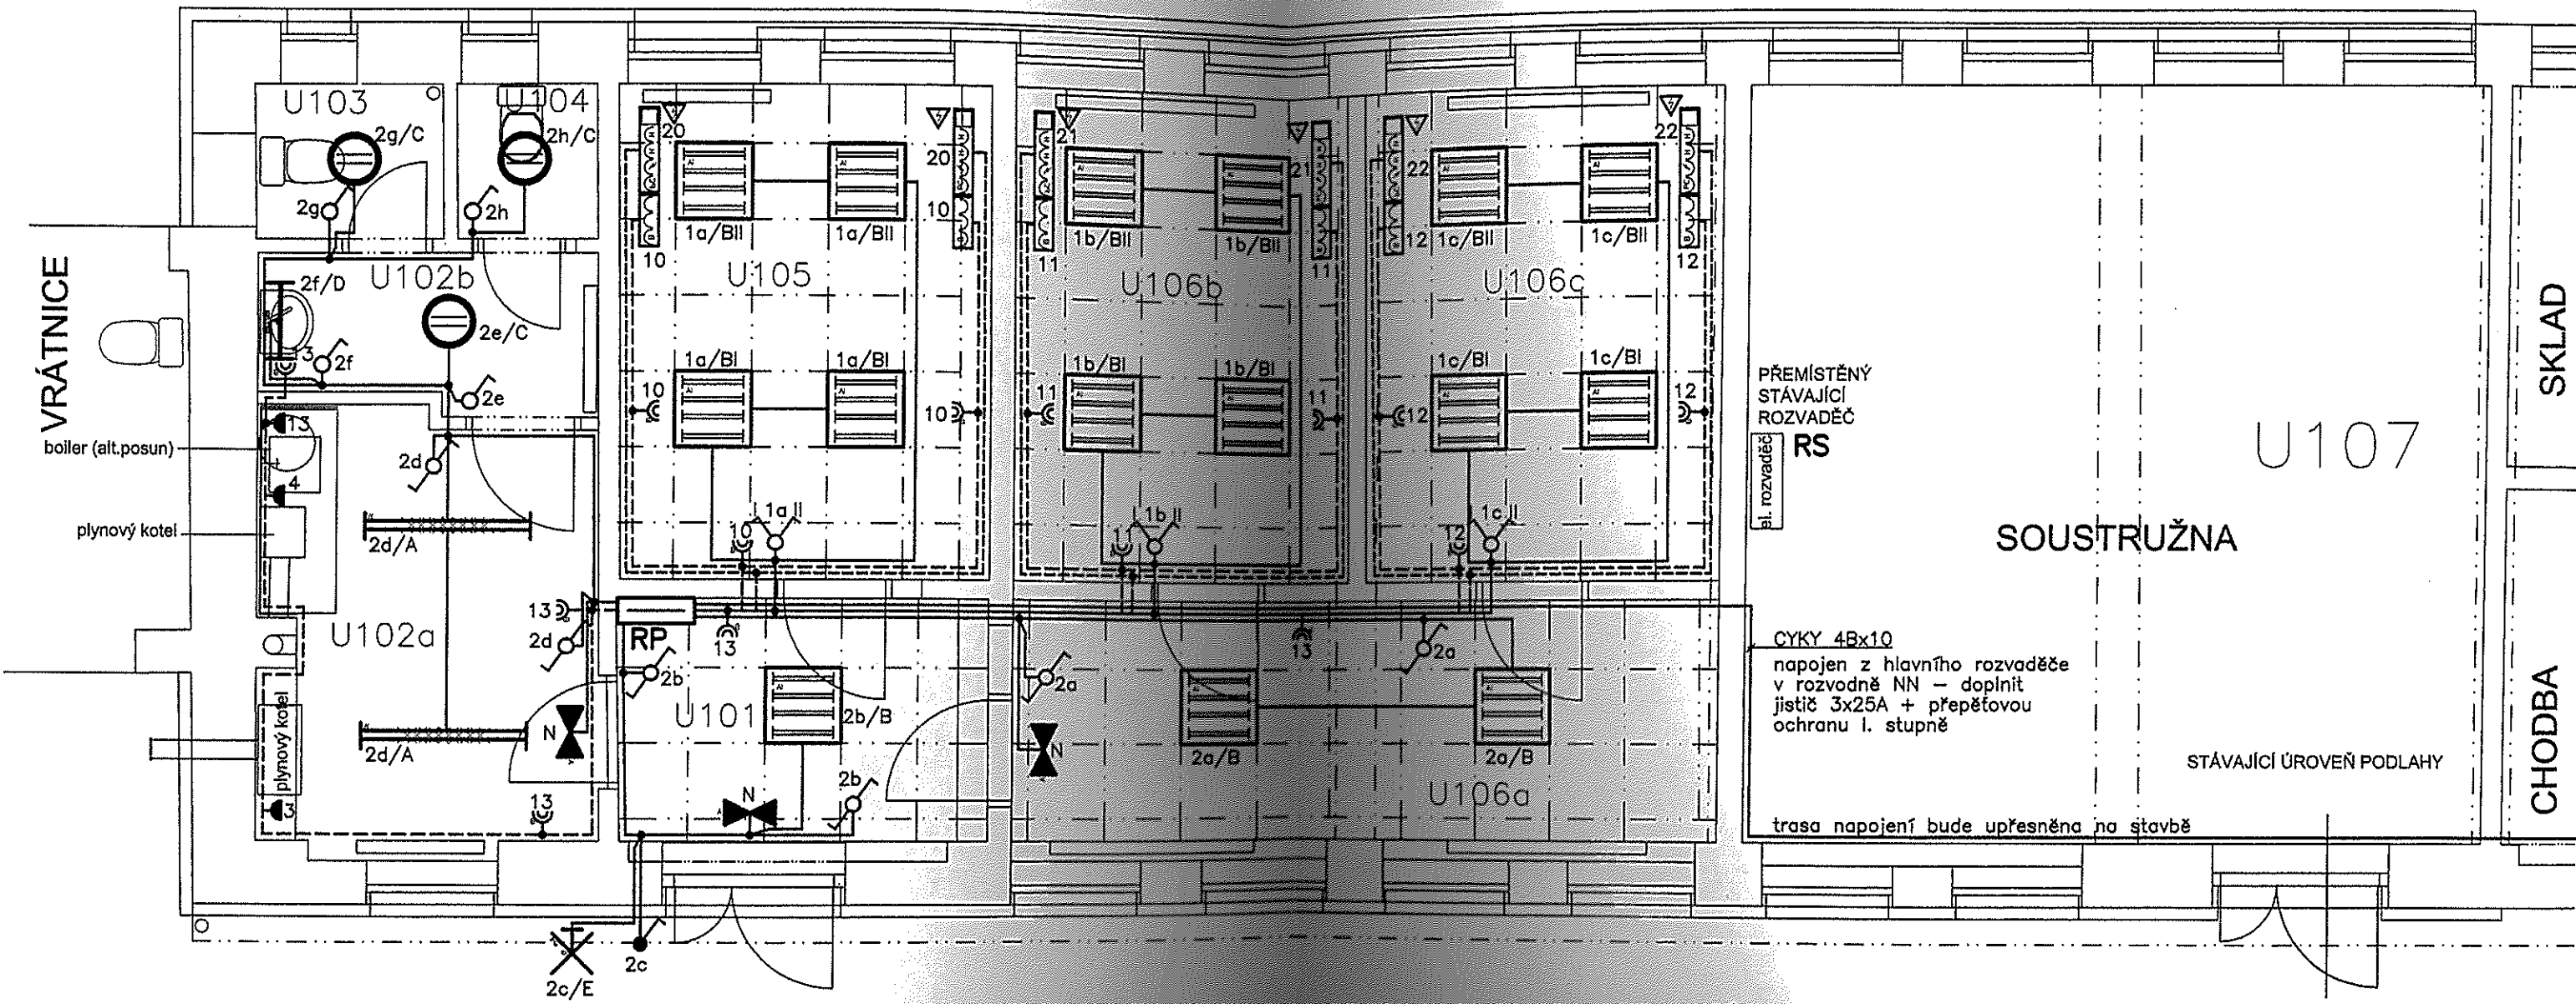 U103
2g/C
2g
U104
2h/C
2h
U102b
2f/D
13
2f
2e/C
2e
VRÁTNICE
boiler (alt.posun)
13
4
plynový kotel
2d
2d/A
U102a
13
2d
plynový kotel
2d/A
N
3
13
20
10
1a/BII
1a/BII
20
10
U105
1a/BI
1a/BI
10
10
10
1a II
RP
13
2b
U101
2b/B
N
2b
2c/E
2c
21
11
1b/BII
1b/BII
21
11
U106b
1b/BI
1b/BI
11
11
11
1b II
2a
N
13
2a
2a/B
2a/B
U106a
22
12
1c/BII
1c/BII
22
12
U106c
1c/BI
1c/BI
12
12
12
1c II
PŘEMÍSTĚNÝ
STÁVAJÍCÍ
ROZVADĚČ
RS
el. rozvaděč
U107
SOUSTRUŽNA
CYKY 4Bx10
napojen z hlavního rozvaděče
v rozvodně NN – doplnit
jistič 3x25A + přepěťovou
ochranu I. stupně
STÁVAJÍCÍ ÚROVEŇ PODLAHY
trasa napojení bude upřesněna na stavbě
SKLAD
CHODBA